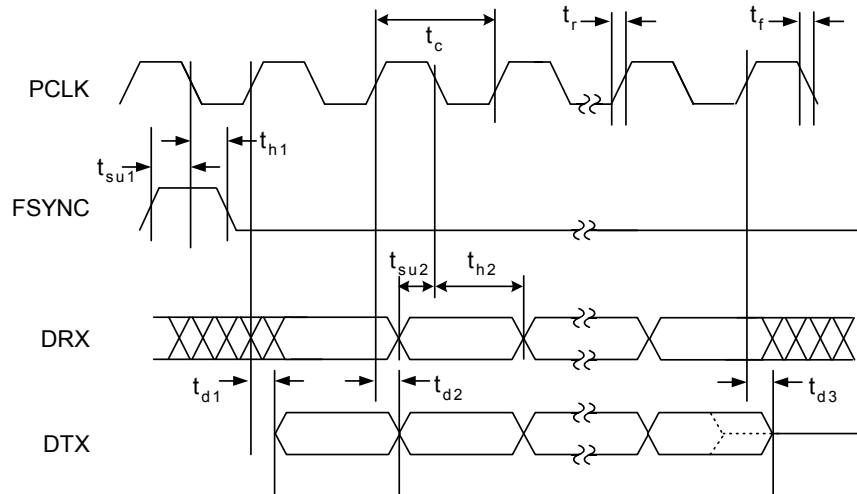 t_c
t_r
t_f
PCLK
t_su1
t_h1
FSYNC
t_su2
t_h2
DRX
t_d1
t_d2
t_d3
DTX